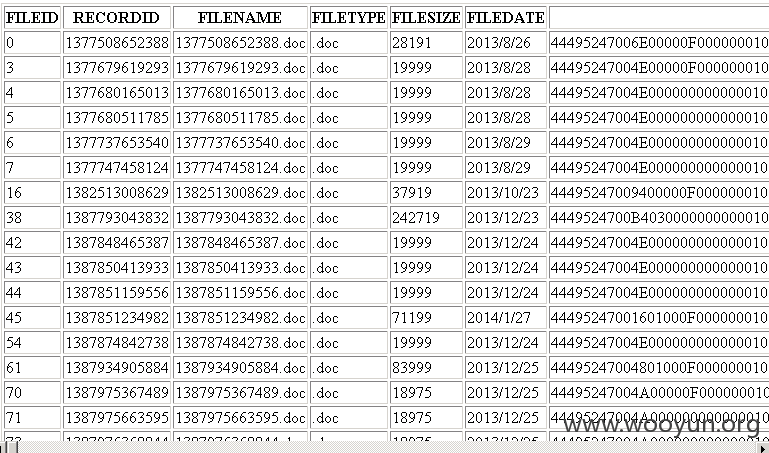 FILEID RECORDID FILENAME FILETYPE FILESIZE FILEDATE
0 1377508652388 1377508652388.doc .doc 28191 2013/8/26 44495247006E00000F000000010
3 1377679619293 1377679619293.doc .doc 19999 2013/8/28 44495247004E00000F000000010
4 1377680165013 1377680165013.doc .doc 19999 2013/8/28 44495247004E000000000000010
5 1377680511785 1377680511785.doc .doc 19999 2013/8/28 44495247004E000000000000010
6 1377737653540 1377737653540.doc .doc 19999 2013/8/29 44495247004E000000000000010
7 1377747458124 1377747458124.doc .doc 19999 2013/8/29 44495247004E000000000000010
16 1382513008629 1382513008629.doc .doc 37919 2013/10/23 44495247009400000F000000010
38 1387793043832 1387793043832.doc .doc 242719 2013/12/23 4449524700B4030000000000010
42 1387848465387 1387848465387.doc .doc 19999 2013/12/24 44495247004E000000000000010
43 1387850413933 1387850413933.doc .doc 19999 2013/12/24 44495247004E000000000000010
44 1387851159556 1387851159556.doc .doc 19999 2013/12/24 44495247004E000000000000010
45 1387851234982 1387851234982.doc .doc 71199 2014/1/27 44495247001601000F000000010
54 1387874842738 1387874842738.doc .doc 19999 2013/12/24 44495247004E000000000000010
61 1387934905884 1387934905884.doc .doc 83999 2013/12/25 44495247004801000F000000010
70 1387975367489 1387975367489.doc .doc 18975 2013/12/25 44495247004A00000F000000010
71 1387975663595 1387975663595.doc .doc 18975 2013/12/25 44495247004A000000000000010
www.wooyun.org